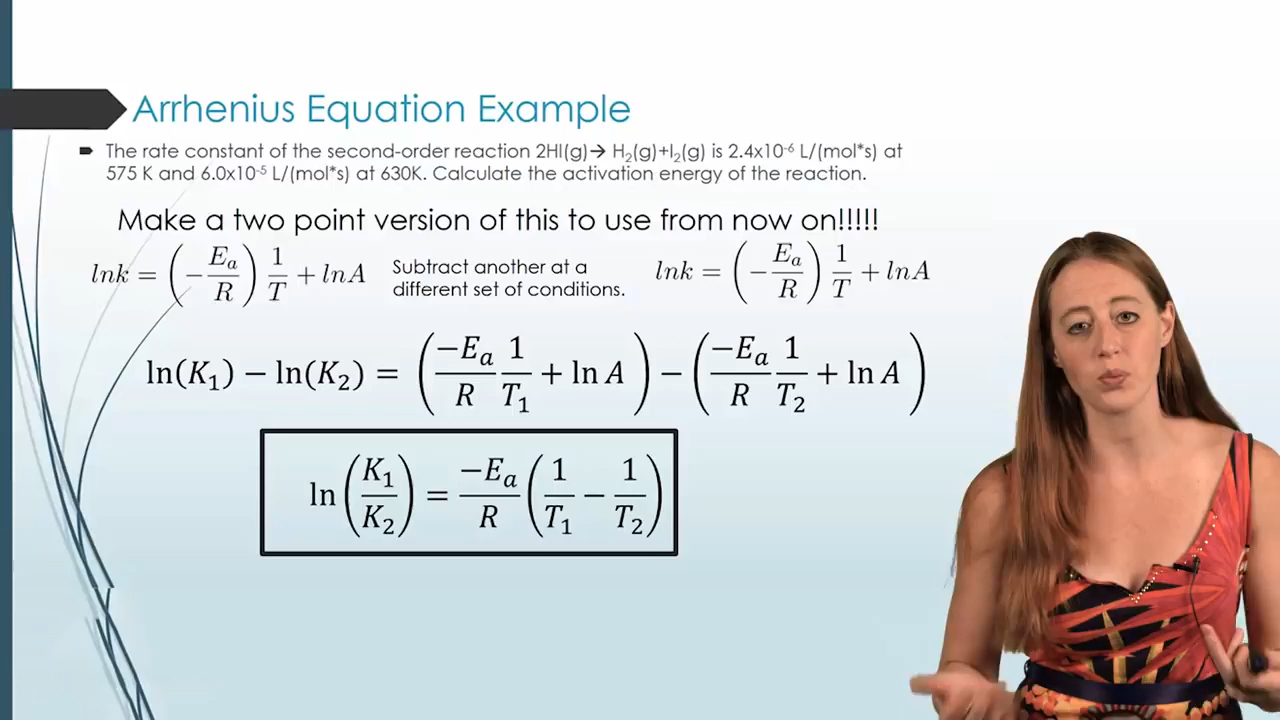 Arrhenius Equation Example
The rate constant of the second-order reaction 2HI(g)→ H₂(g)+I₂(g) is 2.4x10⁻⁶ L/(mol*s) at
575 K and 6.0x10⁻⁵ L/(mol*s) at 630K. Calculate the activation energy of the reaction.
Make a two point version of this to use from now on!!!!!
lnk = (−Eₐ/R) 1/T + lnA
Subtract another at a
different set of conditions.
lnk = (−Eₐ/R) 1/T + lnA
ln(K₁) − ln(K₂) = (−Eₐ/R 1/T₁ + ln A) − (−Eₐ/R 1/T₂ + ln A)
ln(K₁/K₂) = −Eₐ/R (1/T₁ − 1/T₂)